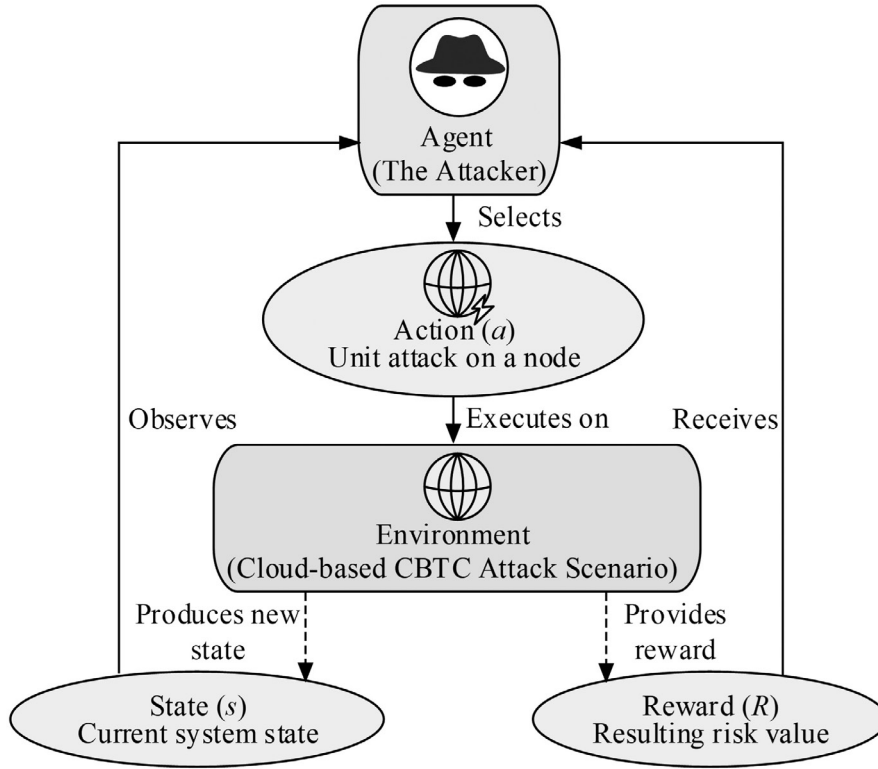 Agent
(The Attacker)
Selects
Action (a)
Unit attack on a node
Observes
Executes on
Receives
Environment
(Cloud-based CBTC Attack Scenario)
Produces new
state
Provides
reward
State (s)
Current system state
Reward (R)
Resulting risk value